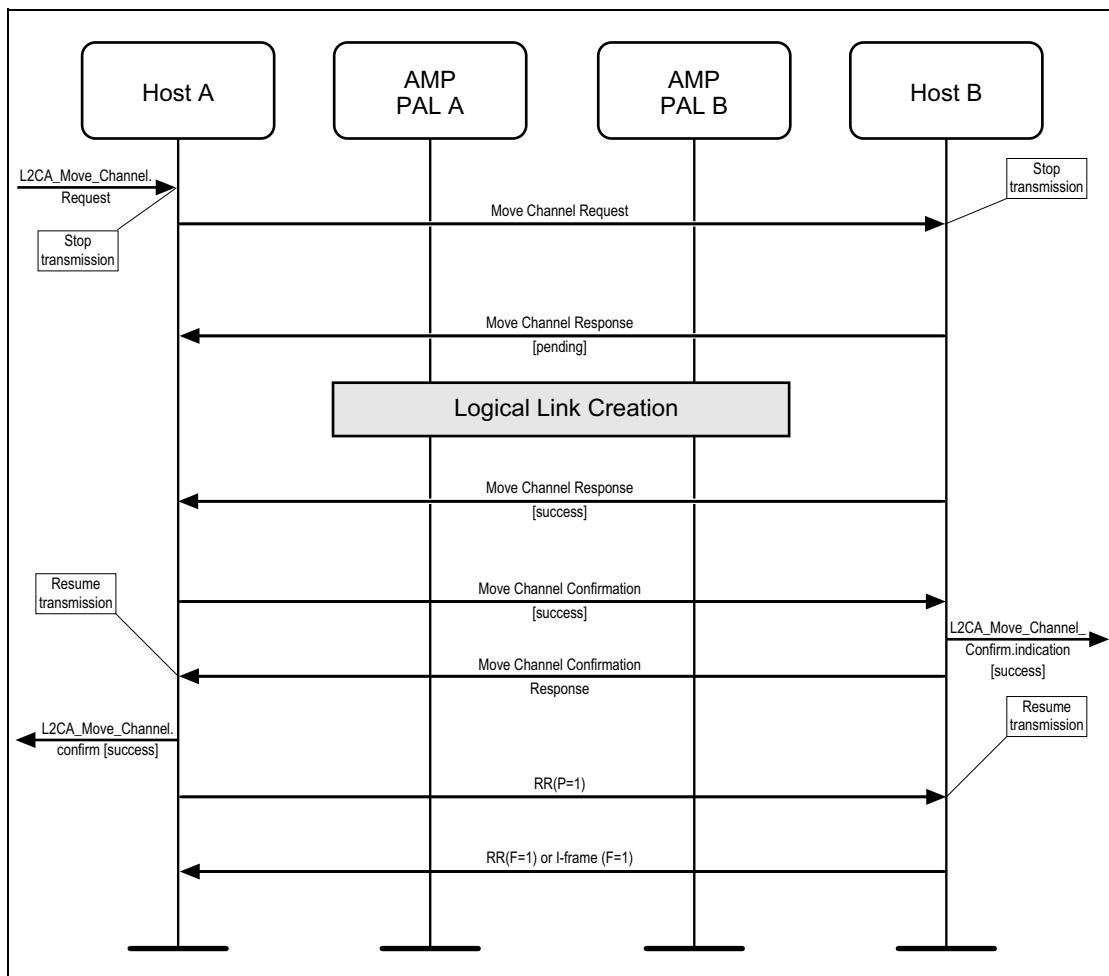 Host A
AMP
PAL A
AMP
PAL B
Host B
L2CA_Move_Channel.
Request
Stop
transmission
Move Channel Request
Stop
transmission
Move Channel Response
[pending]
Logical Link Creation
Move Channel Response
[success]
Resume
transmission
Move Channel Confirmation
[success]
L2CA_Move_Channel_
Confirm.indication
[success]
Move Channel Confirmation
Response
L2CA_Move_Channel.
confirm [success]
Resume
transmission
RR(P=1)
RR(F=1) or I-frame (F=1)